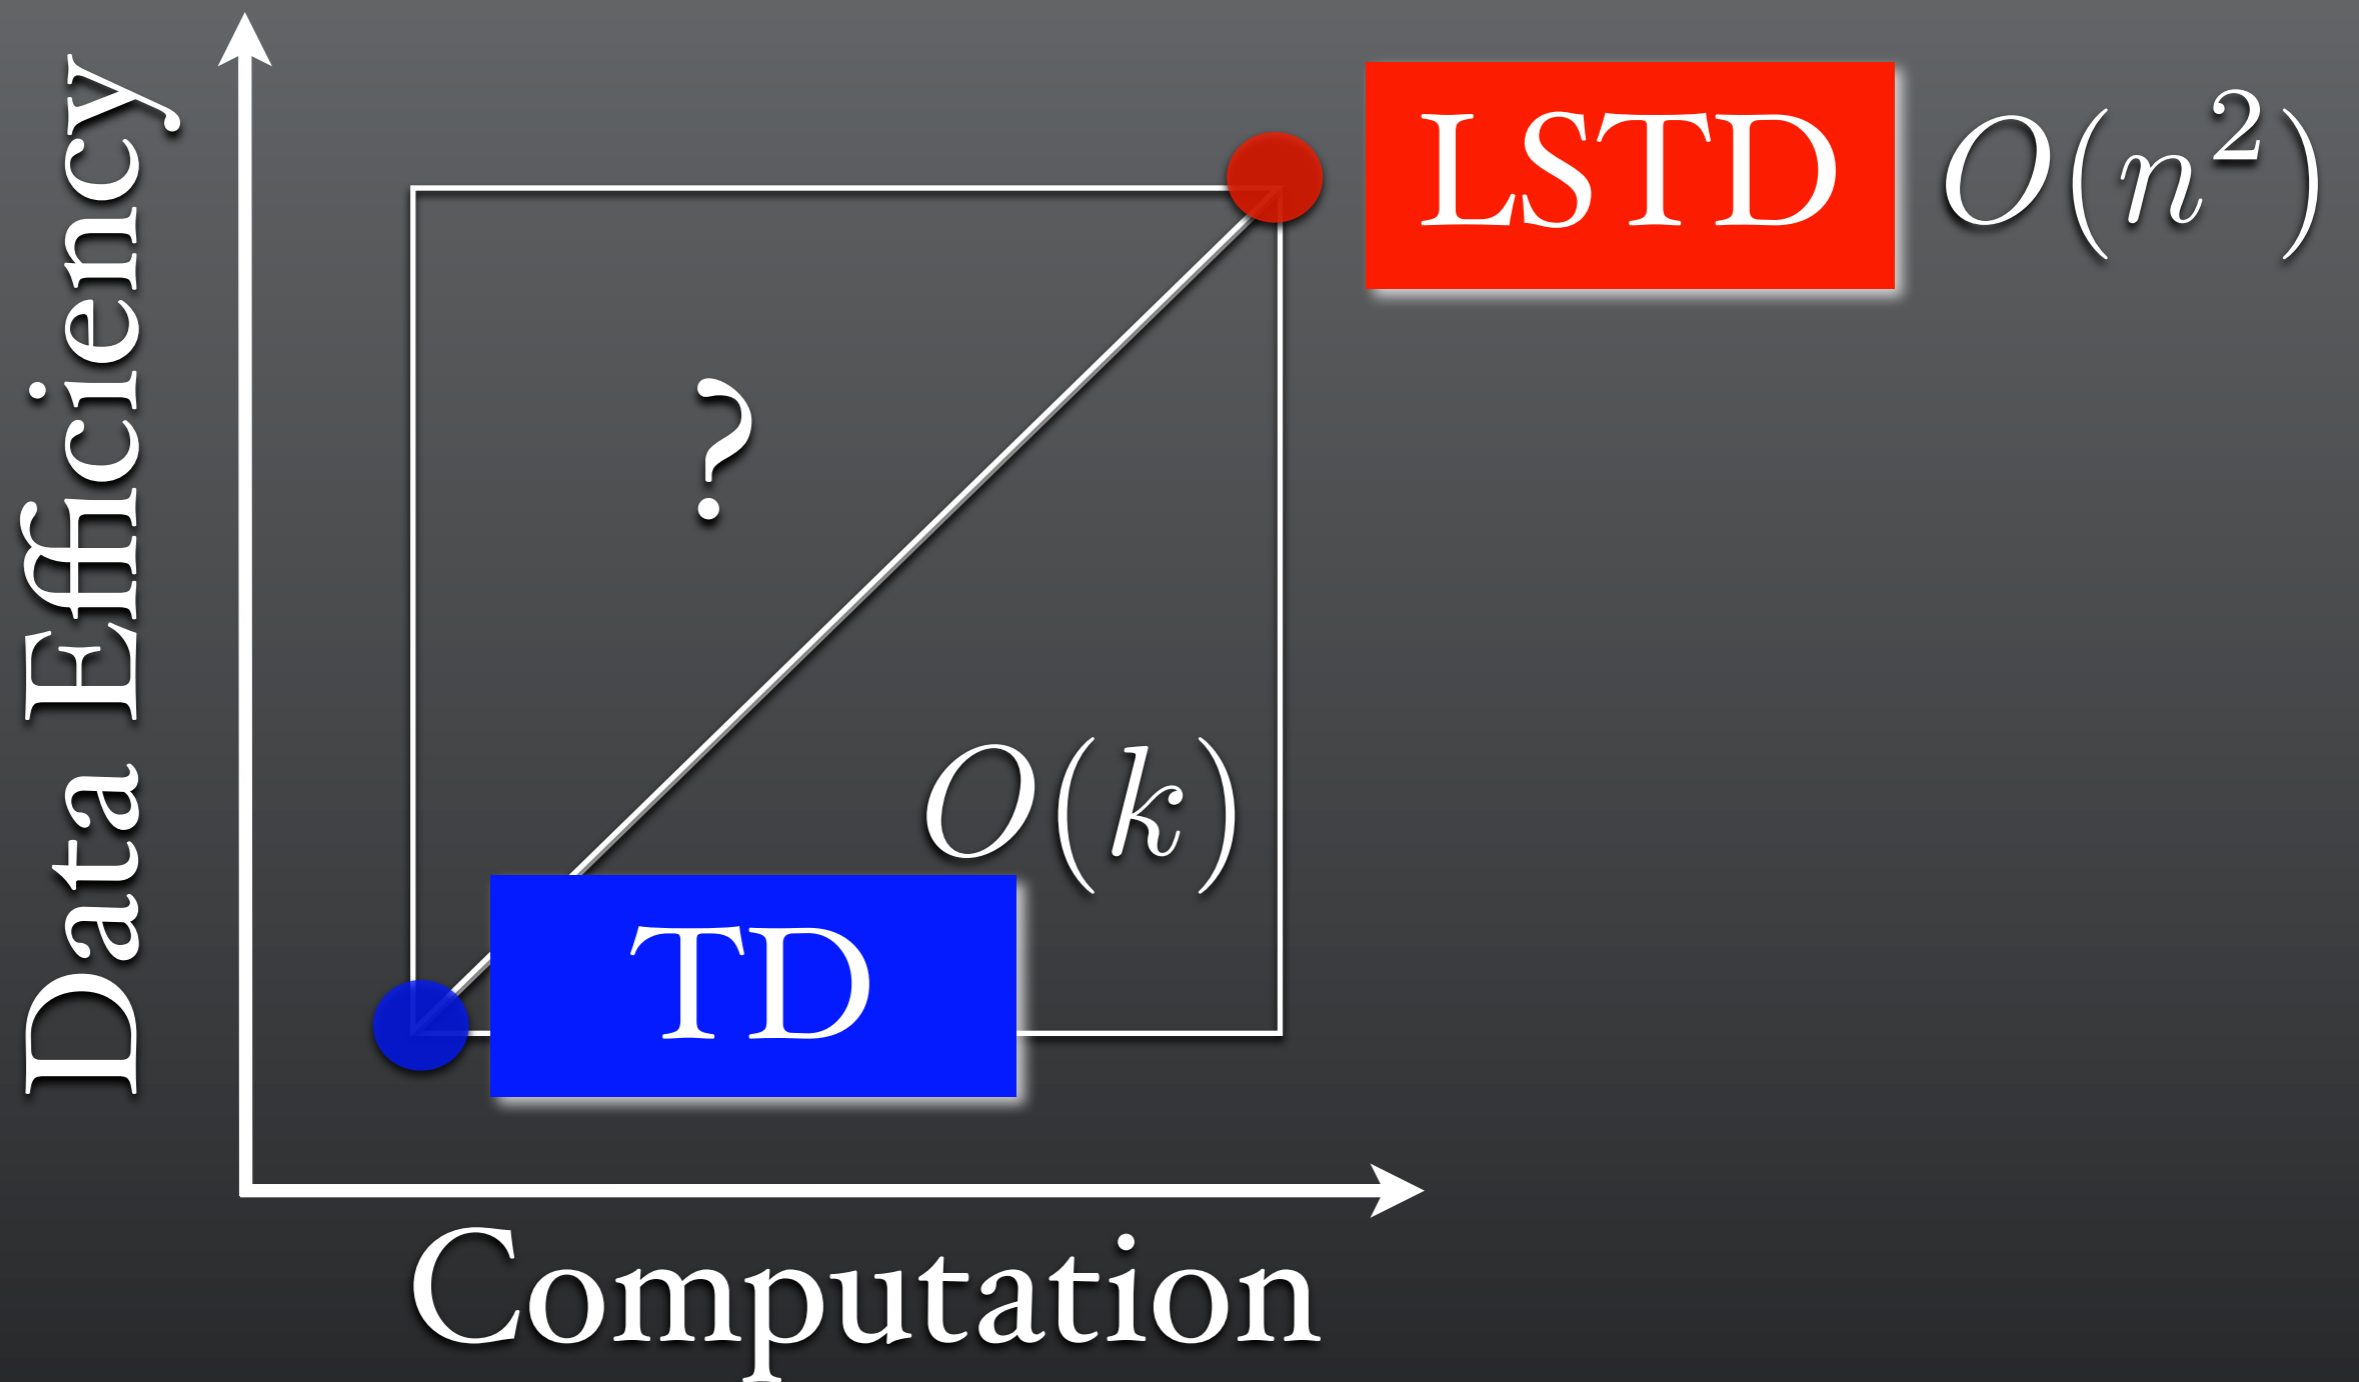 Data Efficiency
LSTD O(n²)
?
O(k)
TD
Computation